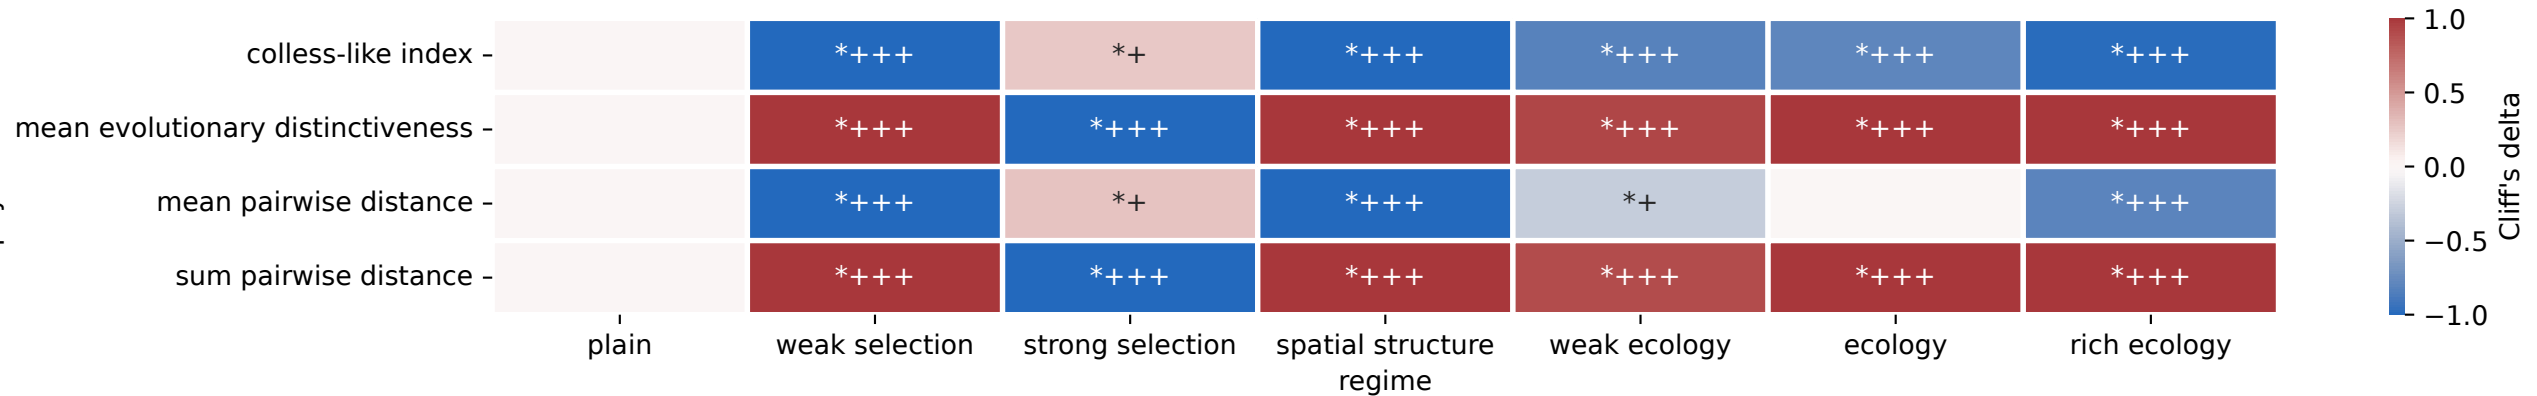 colless-like index
*+++ *+ *+++ *+++ *+++ *+++
mean evolutionary distinctiveness
*+++ *+++ *+++ *+++ *+++ *+++
mean pairwise distance
*+++ *+ *+++ *+ *+++
sum pairwise distance
*+++ *+++ *+++ *+++ *+++ *+++
plain weak selection strong selection spatial structure weak ecology ecology rich ecology
regime
1.0
0.5
0.0
−0.5
−1.0
Cliff's delta